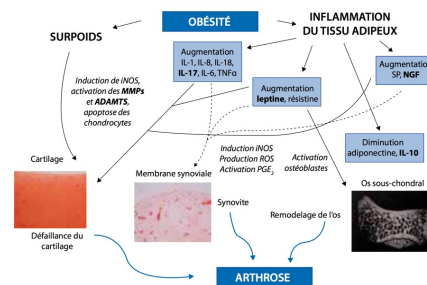 OBÉSITÉ
SURPOIDS
INFLAMMATION
DU TISSU ADIPEUX
Augmentation
IL-1, IL-8, IL-18,
IL-17, IL-6, TNFα
Augmentation
SP, NGF
Induction de iNOS,
activation des MMPs
et ADAMTS,
apoptose des
chondrocytes
Augmentation
leptine, résistine
Induction iNOS
Production ROS
Activation PGE2
Activation
ostéoblastes
Diminution
adiponectine, IL-10
Cartilage
Membrane synoviale
Os sous-chondral
Synovite
Remodelage de l'os
Défaillance du
cartilage
ARTHROSE